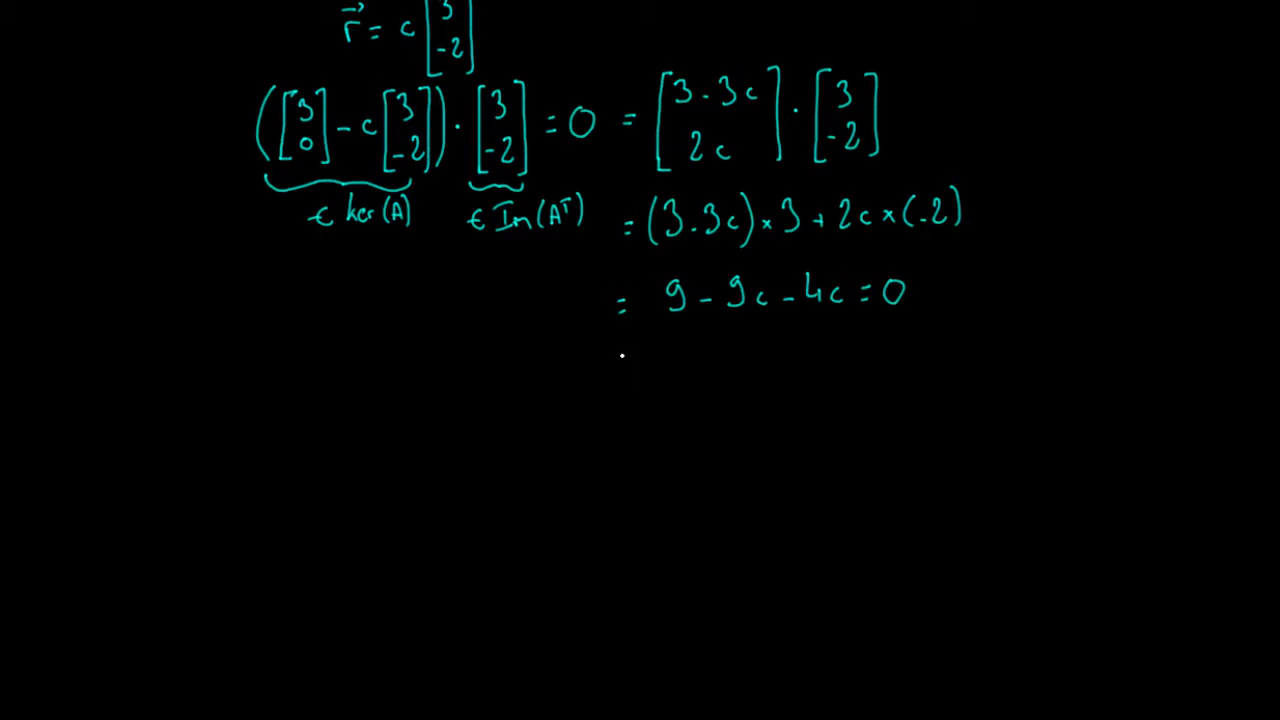 r⃗ = c [3 -2]
([3 0] - c [3 -2]) · [3 -2] = 0 = [3-3c 2c] · [3 -2]
∈ ker(A) ∈ Im(Aᵀ) = (3-3c) × 3 + 2c × (-2)
= 9 - 9c - 4c = 0